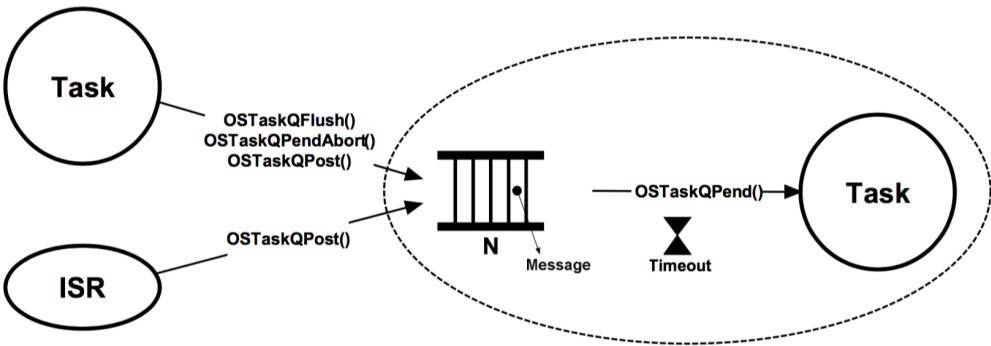 Task
OSTaskQFlush()
OSTaskQPendAbort()
OSTaskQPost()
OSTaskQPost()
ISR
N
Message
OSTaskQPend()
Timeout
Task